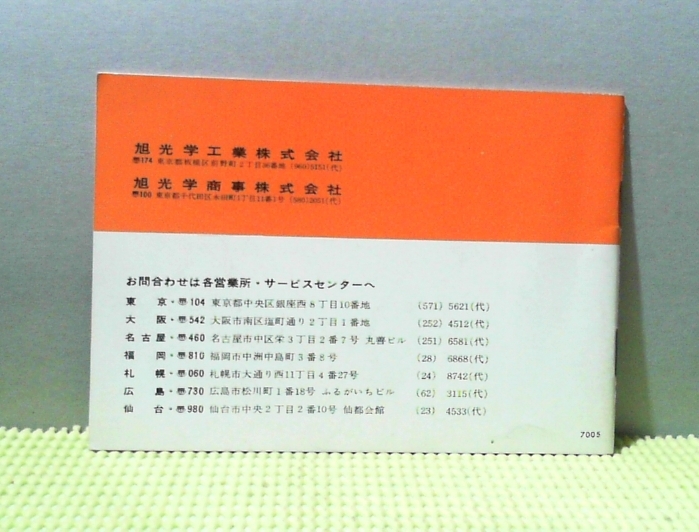 旭光学工業株式会社
☎174 東京都板橋区前野町2丁目36番地 (960)5151(代)
旭光学商事株式会社
☎100 東京都千代田区永田町1丁目11番1号 (580)2051(代)
お問合わせは各営業所・サービスセンターへ
東京・☎104 東京都中央区銀座西8丁目10番地 (571) 5621(代)
大阪・☎542 大阪市南区塩町通り2丁目1番地 (252) 4512(代)
名古屋・☎460 名古屋市中区栄3丁目2番7号 丸善ビル (251) 6581(代)
福岡・☎810 福岡市中洲中島町3番8号 (28) 6868(代)
札幌・☎060 札幌市大通り西11丁目4番27号 (24) 8742(代)
広島・☎730 広島市松川町1番18号 ふるがいちビル (62) 3115(代)
仙台・☎980 仙台市中央2丁目2番10号 仙都会館 (23) 4533(代)
7005